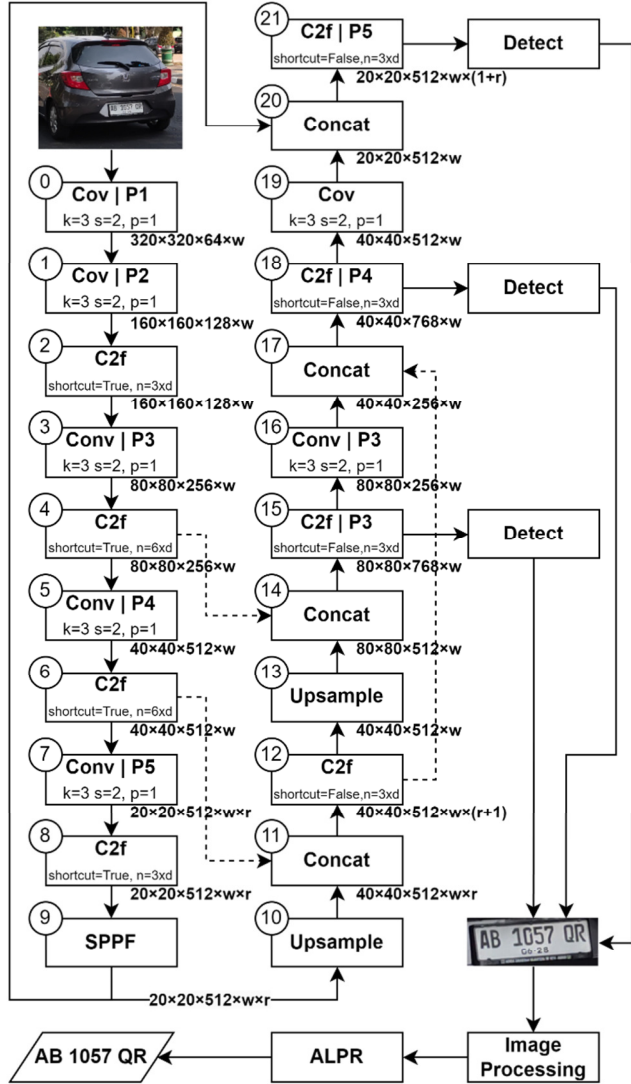 AB 1057 QR
0
Cov | P1
k=3 s=2, p=1
320×320×64×w
1
Cov | P2
k=3 s=2, p=1
160×160×128×w
2
C2f
shortcut=True, n=3xd
160×160×128×w
3
Conv | P3
k=3 s=2, p=1
80×80×256×w
4
C2f
shortcut=True, n=6xd
80×80×256×w
5
Conv | P4
k=3 s=2, p=1
40×40×512×w
6
C2f
shortcut=True, n=6xd
40×40×512×w
7
Conv | P5
k=3 s=2, p=1
20×20×512×w×r
8
C2f
shortcut=True, n=3xd
20×20×512×w×r
9
SPPF
20×20×512×w×r
21
C2f | P5
shortcut=False,n=3xd
20×20×512×w×(1+r)
20
Concat
20×20×512×w
19
Cov
k=3 s=2, p=1
40×40×512×w
18
C2f | P4
shortcut=False,n=3xd
40×40×768×w
17
Concat
40×40×256×w
16
Conv | P3
k=3 s=2, p=1
80×80×256×w
15
C2f | P3
shortcut=False,n=3xd
80×80×768×w
14
Concat
80×80×512×w
13
Upsample
40×40×512×w
12
C2f
shortcut=False,n=3xd
40×40×512×w×(r+1)
11
Concat
40×40×512×w×r
10
Upsample
Detect
Detect
Detect
AB 1057 QR
06·28
Image
Processing
ALPR
AB 1057 QR